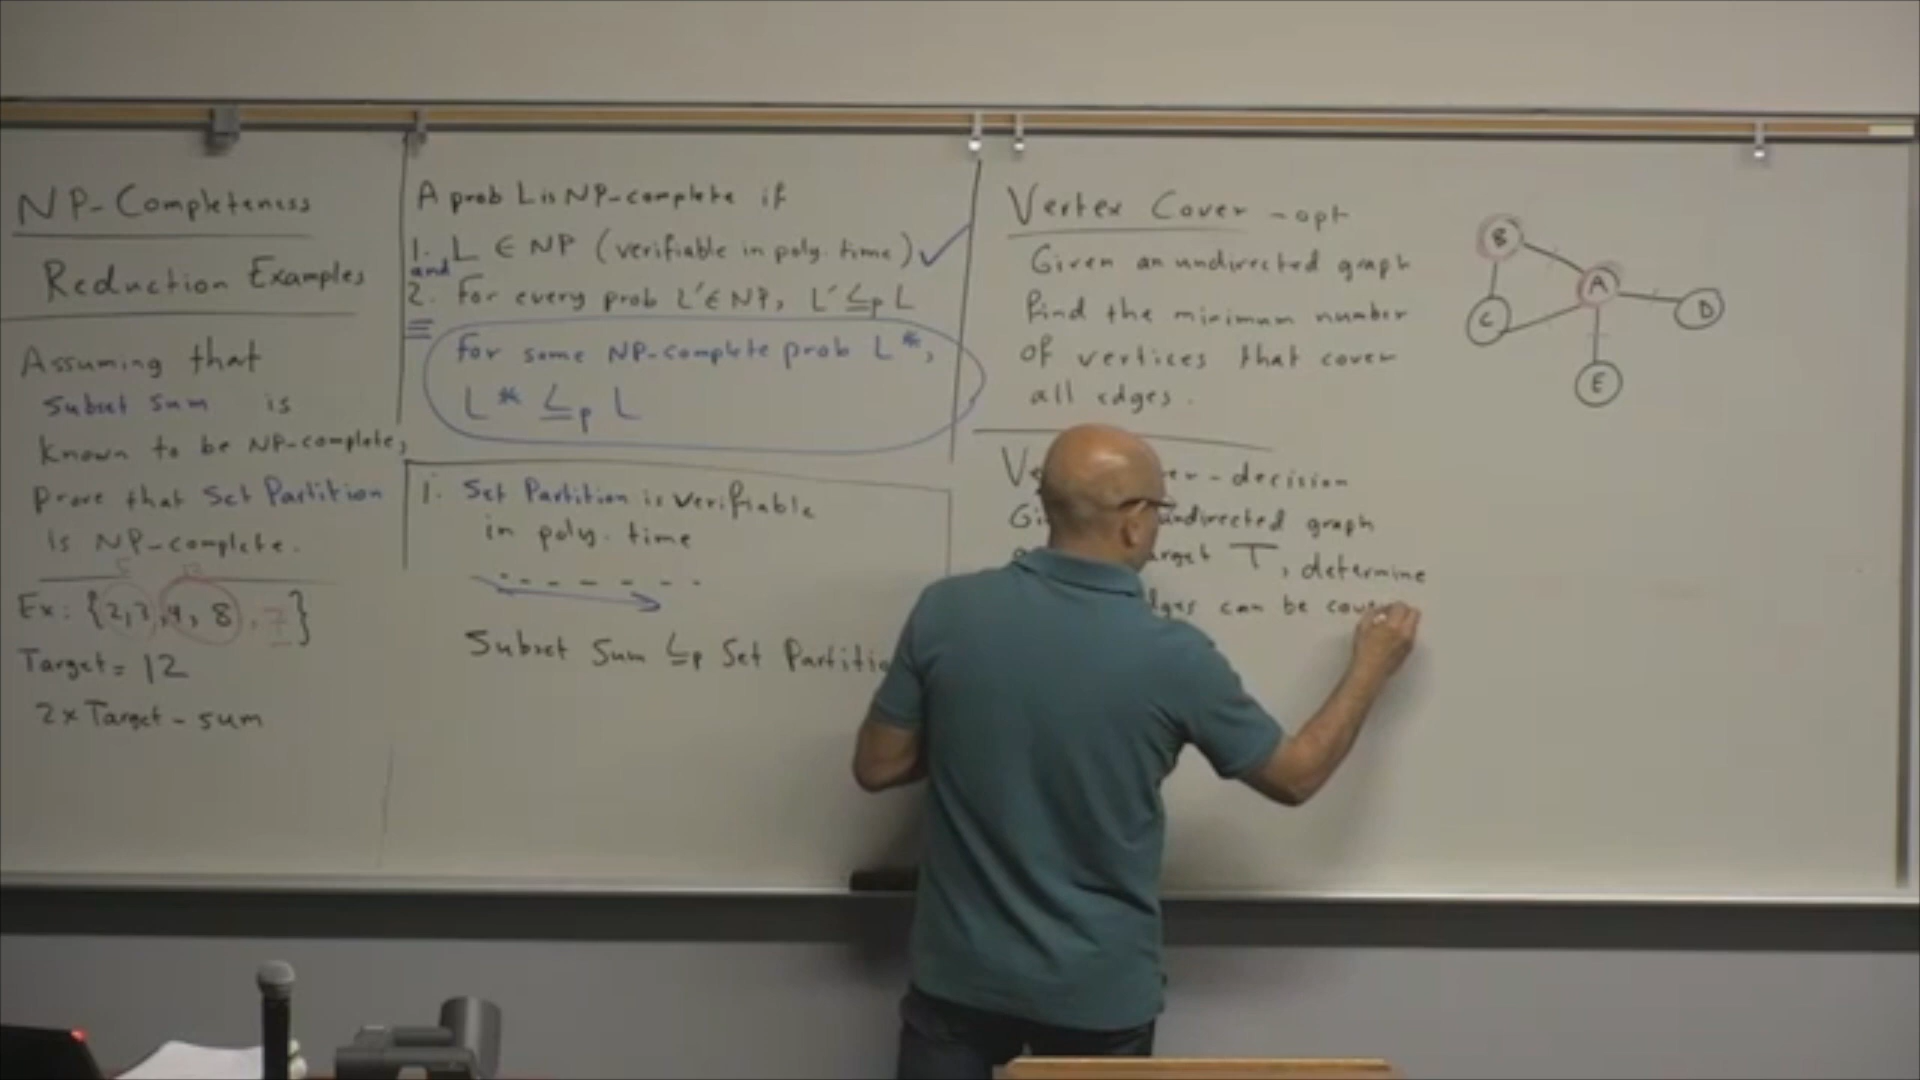 NP-Completeness
Reduction Examples
Assuming that
Subset Sum is
known to be NP-complete,
prove that Set Partition
is NP-complete.
Ex: {2,3,4,8,7}
Target = 12
2x Target - sum
A prob L is NP-complete if
1. L ∈ NP (verifiable in poly. time) ✓
and
2. For every prob L'∈ NP, L' ≤p L
≡
For some NP-complete prob L*,
L* ≤p L
1. Set Partition is verifiable
in poly. time
Subset Sum ≤p Set Partitio
Vertex Cover - opt
Given an undirected graph
find the minimum number
of vertices that cover
all edges.
- decision
undirected graph
T, determine
can be
B
A
C
D
E